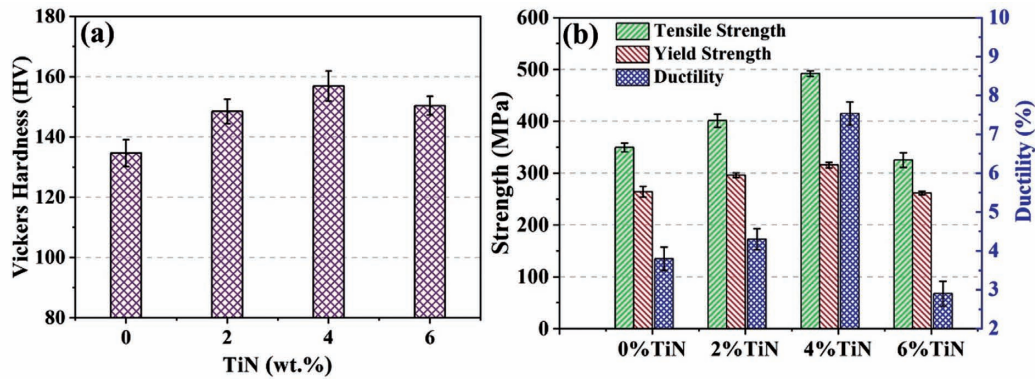 (a)
Vickers Hardness (HV)
180
160
140
120
100
80
0 2 4 6
TiN (wt.%)
(b)
Tensile Strength
Yield Strength
Ductility
Strength (MPa)
600
500
400
300
200
100
0
0%TiN 2%TiN 4%TiN 6%TiN
10
9
8
7
6
5
4
3
2
Ductility (%)